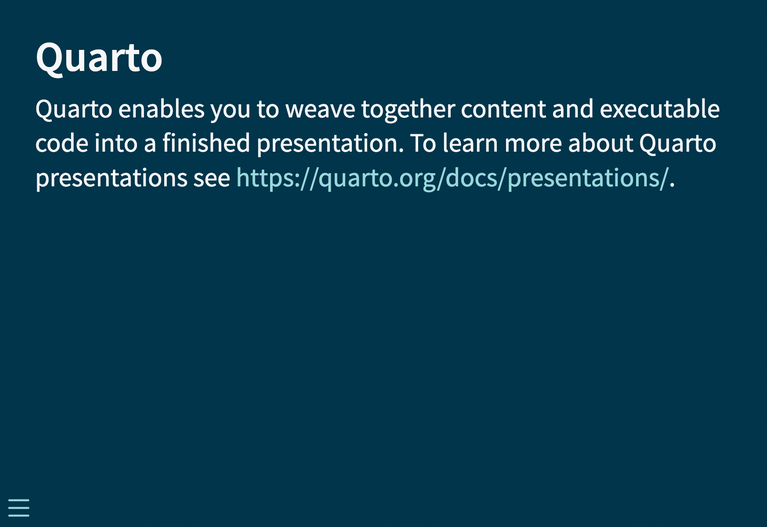 Quarto
Quarto enables you to weave together content and executable
code into a finished presentation. To learn more about Quarto
presentations see https://quarto.org/docs/presentations/.